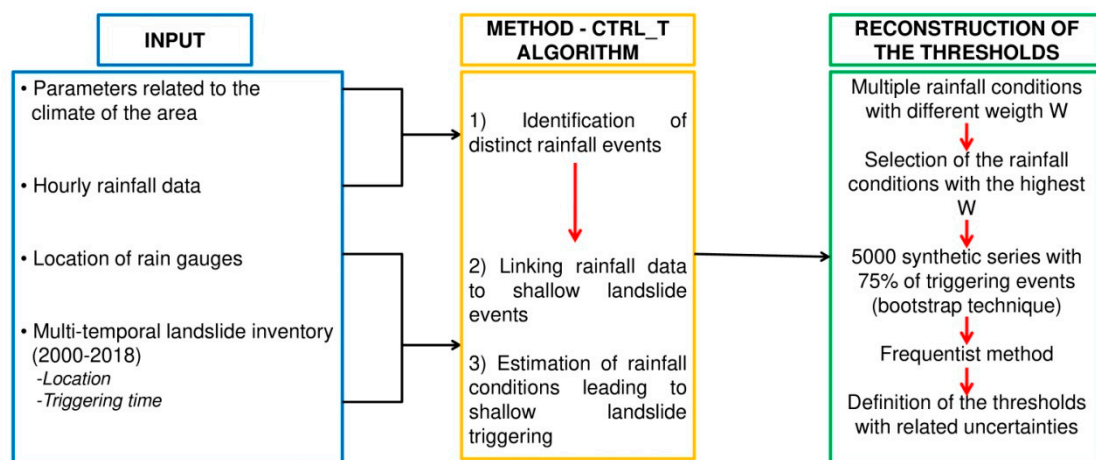 INPUT
• Parameters related to the
climate of the area
• Hourly rainfall data
• Location of rain gauges
• Multi-temporal landslide inventory
(2000-2018)
-Location
-Triggering time
METHOD - CTRL_T
ALGORITHM
1) Identification of
distinct rainfall events
2) Linking rainfall data
to shallow landslide
events
3) Estimation of rainfall
conditions leading to
shallow landslide
triggering
RECONSTRUCTION OF
THE THRESHOLDS
Multiple rainfall conditions
with different weigth W
Selection of the rainfall
conditions with the highest
W
5000 synthetic series with
75% of triggering events
(bootstrap technique)
Frequentist method
Definition of the thresholds
with related uncertainties